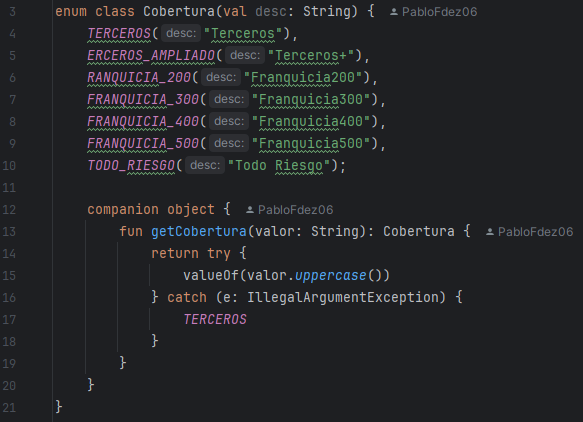 3 enum class Cobertura(val desc: String) { PabloFdez06
4     TERCEROS( desc: "Terceros"),
5     ERCEROS_AMPLIADO( desc: "Terceros+"),
6     RANQUICIA_200( desc: "Franquicia200"),
7     FRANQUICIA_300( desc: "Franquicia300"),
8     FRANQUICIA_400( desc: "Franquicia400"),
9     FRANQUICIA_500( desc: "Franquicia500"),
10     TODO_RIESGO( desc: "Todo Riesgo");
11
12     companion object { PabloFdez06
13         fun getCobertura(valor: String): Cobertura { PabloFdez06
14             return try {
15                 valueOf(valor.uppercase())
16             } catch (e: IllegalArgumentException) {
17                 TERCEROS
18             }
19         }
20     }
21 }